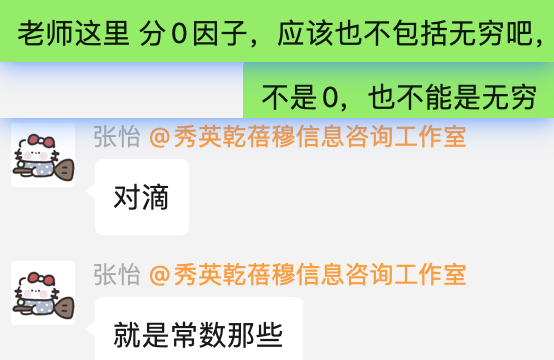 老师这里 分0因子，应该也不包括无穷吧，
不是0，也不能是无穷
张怡 @秀英乾蓓穆信息咨询工作室
对滴
张怡 @秀英乾蓓穆信息咨询工作室
就是常数那些